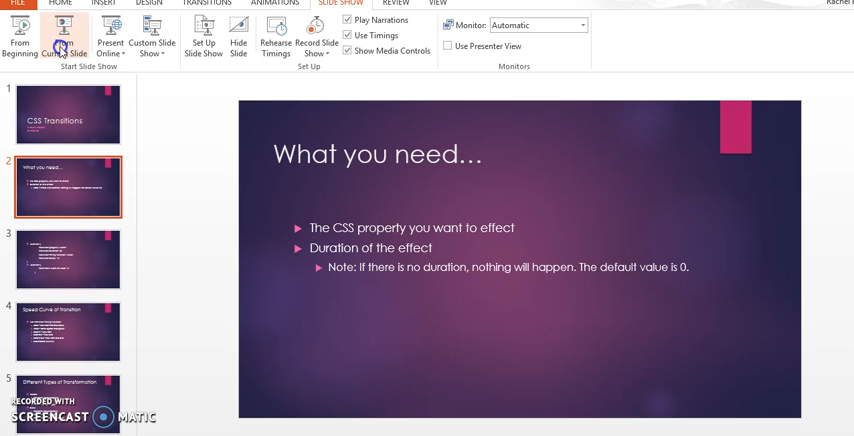 FILE HOME INSERT DESIGN TRANSITIONS ANIMATIONS SLIDE SHOW REVIEW VIEW Rachel
From Beginning
From Current Slide
Present Online
Custom Slide Show
Set Up Slide Show
Hide Slide
Rehearse Timings
Record Slide Show
Play Narrations
Use Timings
Show Media Controls
Monitor: Automatic
Use Presenter View
Start Slide Show
Set Up
Monitors
1
CSS Transitions
2
What you need...
3
4
Speed Curve of Transition
5
Different Types of Transformation
What you need…
The CSS property you want to effect
Duration of the effect
Note: If there is no duration, nothing will happen. The default value is 0.
RECORDED WITH
SCREENCAST MATIC